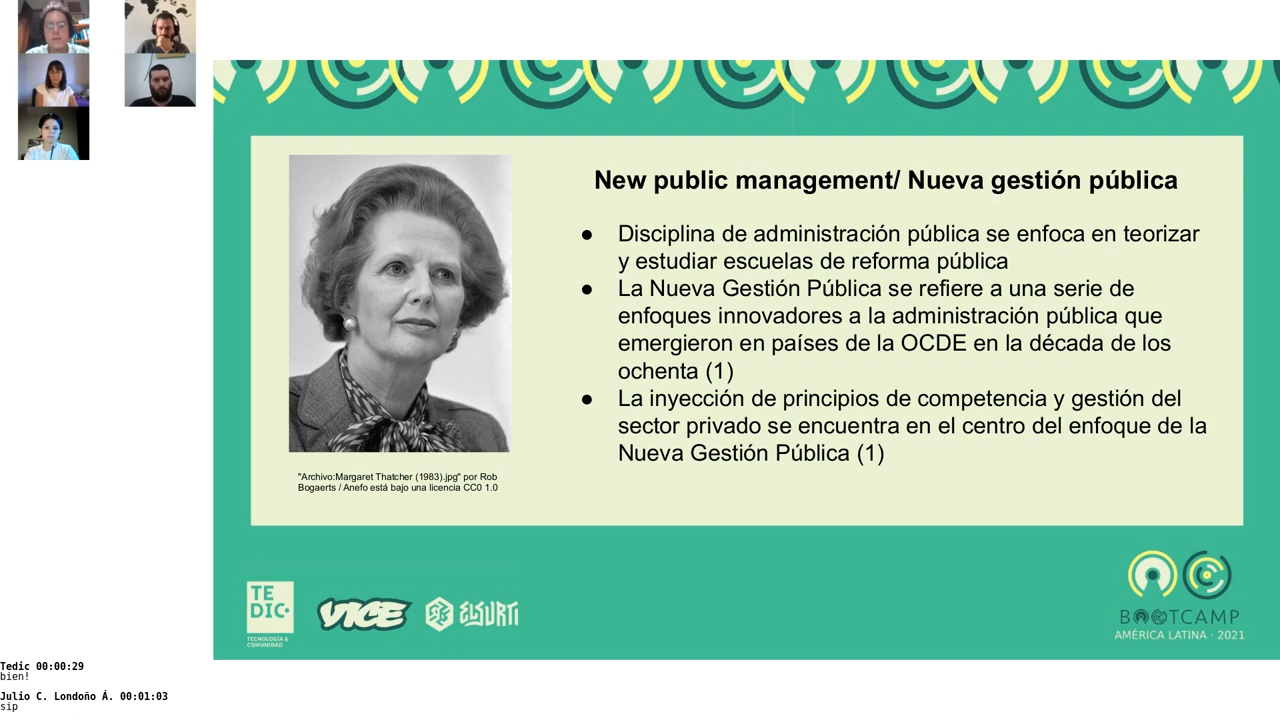 New public management/ Nueva gestión pública
● Disciplina de administración pública se enfoca en teorizar
y estudiar escuelas de reforma pública
● La Nueva Gestión Pública se refiere a una serie de
enfoques innovadores a la administración pública que
emergieron en países de la OCDE en la década de los
ochenta (1)
● La inyección de principios de competencia y gestión del
sector privado se encuentra en el centro del enfoque de la
Nueva Gestión Pública (1)
"Archivo:Margaret Thatcher (1983).jpg" por Rob
Bogaerts / Anefo está bajo una licencia CC0 1.0
TE
DIC
TECNOLOGÍA &
COMUNIDAD
VICE
ELSURTI
BOOTCAMP
AMÉRICA LATINA · 2021
Tedic 00:00:29
bien!
Julio C. Londoño Á. 00:01:03
sip